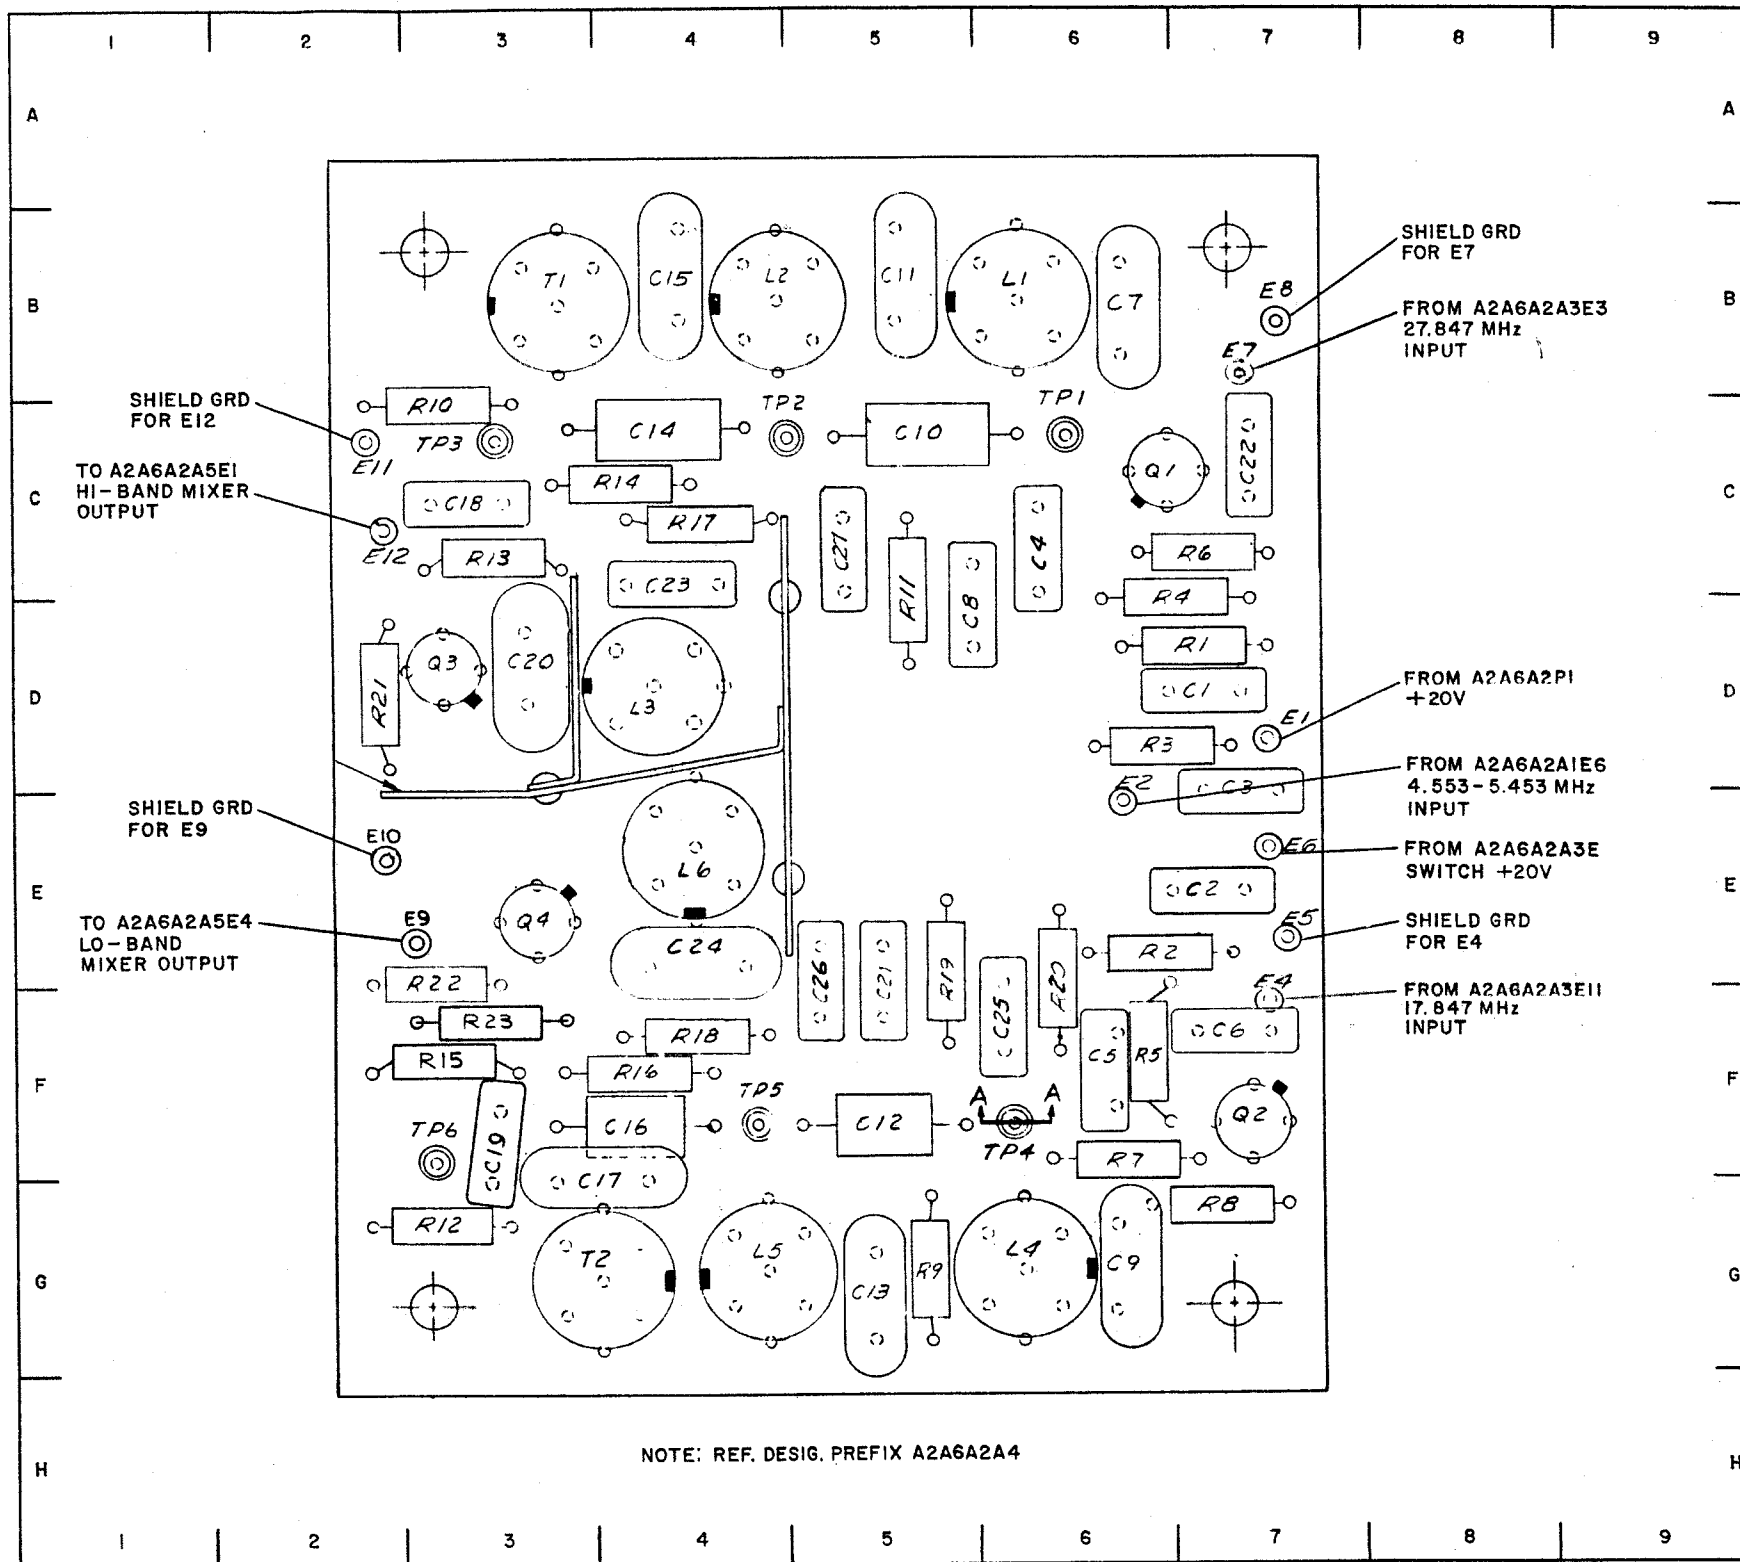 1 2 3 4 5 6 7 8 9
A A
SHIELD GRD
FOR E7
T1 C15 L2 C11 L1 C7 E8
B B
FROM A2A6A2A3E3
27.847 MHz
INPUT
E7
SHIELD GRD
FOR E12
R10 TP2 TP1
E11 TP3 C14 C10 Q1 C22
TO A2A6A2A5E1
HI-BAND MIXER
OUTPUT
R14
C C
C18 R17 C27 R11 C4
E12 R13 C23 C8 R6
R4
R1
R21 Q3 C20 L3 C1
D D
FROM A2A6A2P1
+20V
E1
R3
E2 C3
FROM A2A6A2A1E6
4.553-5.453 MHz
INPUT
SHIELD GRD
FOR E9
E10
L6 E6
FROM A2A6A2A3E
SWITCH +20V
E E
C2
TO A2A6A2A5E4
LO-BAND
MIXER OUTPUT
E9 Q4 C24 E5
SHIELD GRD
FOR E4
R2
R22 C26 C21 R19 C25 R20 E4
FROM A2A6A2A3E11
17.847 MHz
INPUT
R23 R18 C5 R5 C6
R15 R16
F F
TP5 A A
TP6 C19 C16 C12 TP4 Q2
C17 R7
R12 R8
T2 L5 C13 R9 L4 C9
G G
NOTE: REF. DESIG. PREFIX A2A6A2A4
H H
1 2 3 4 5 6 7 8 9